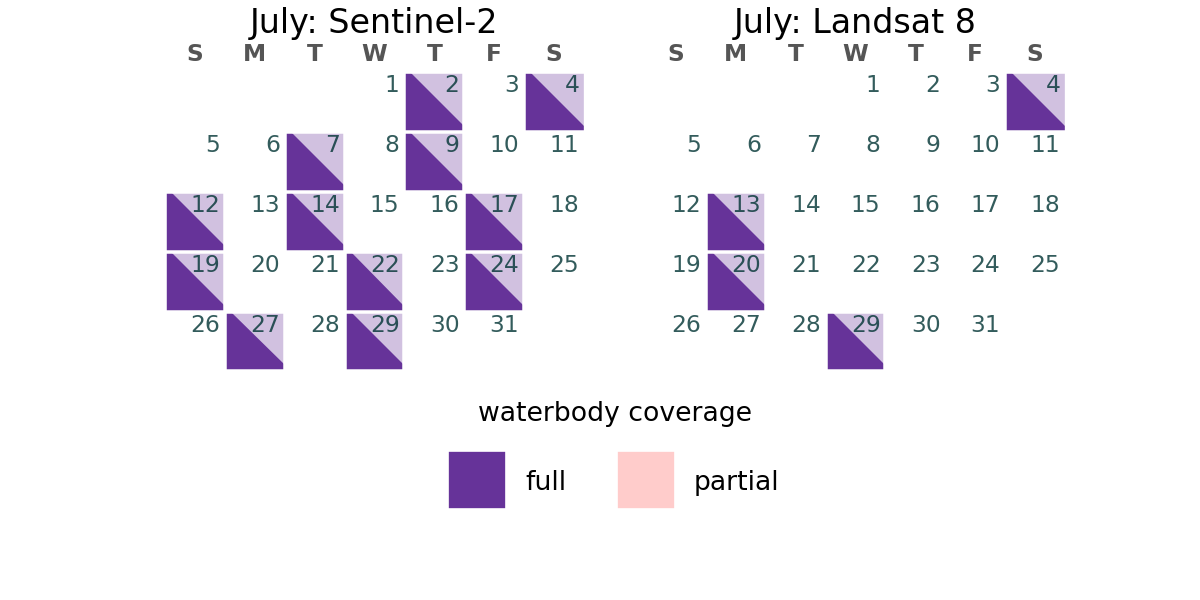 July: Sentinel-2
S M T W T F S
1 2 3 4
5 6 7 8 9 10 11
12 13 14 15 16 17 18
19 20 21 22 23 24 25
26 27 28 29 30 31
July: Landsat 8
S M T W T F S
1 2 3 4
5 6 7 8 9 10 11
12 13 14 15 16 17 18
19 20 21 22 23 24 25
26 27 28 29 30 31
waterbody coverage
full
partial